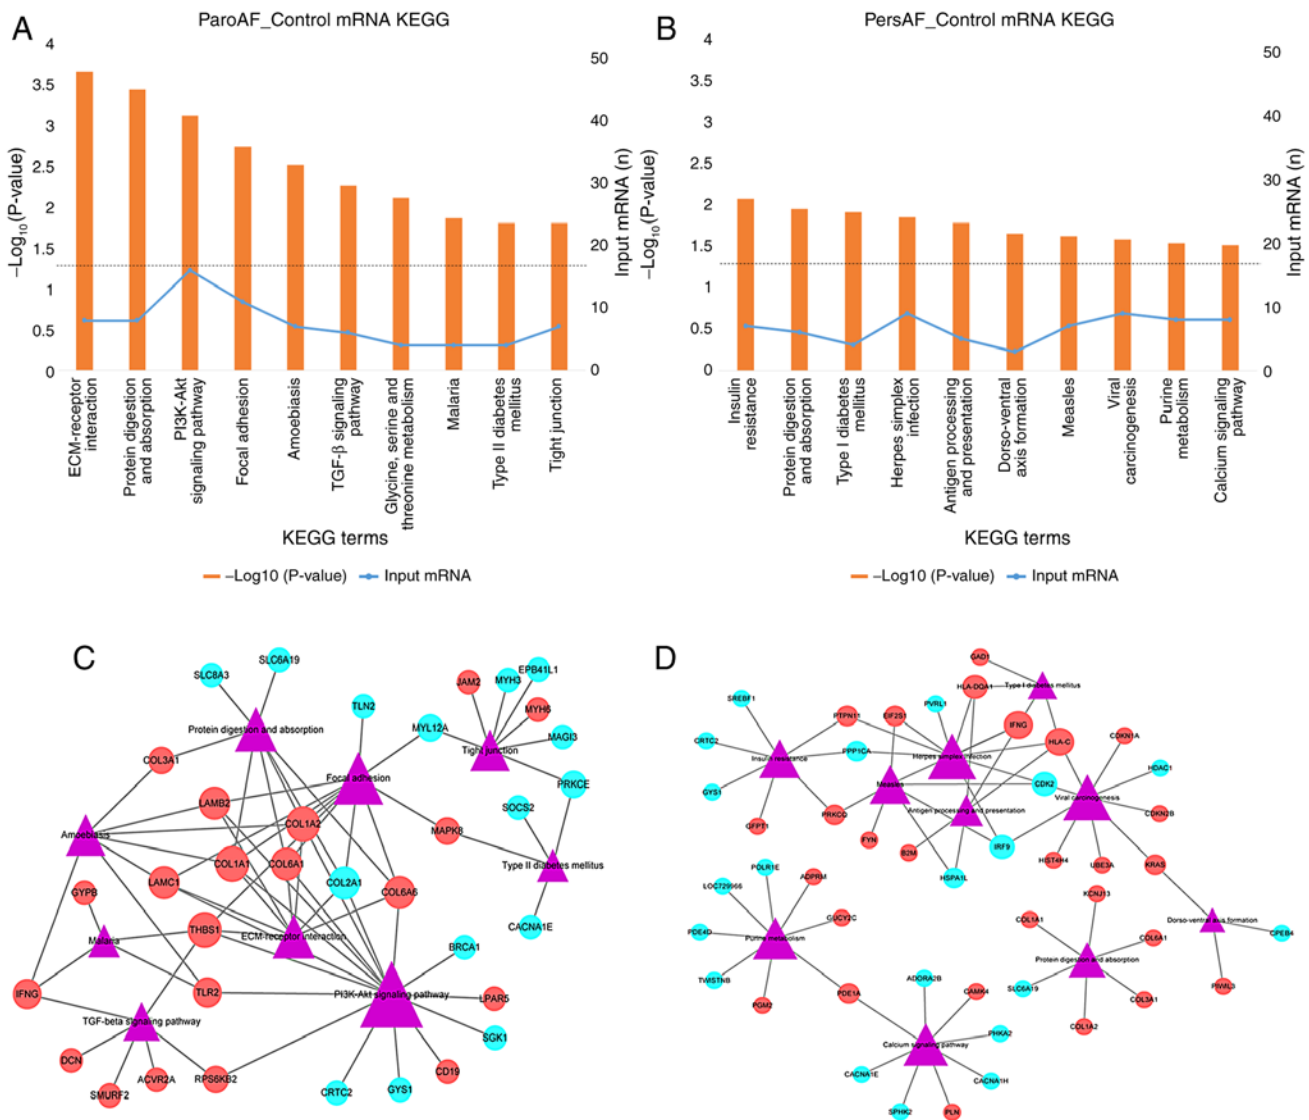 A
ParoAF_Control mRNA KEGG
4
3.5
3
2.5
2
1.5
1
0.5
0
−Log10(P-value)
50
40
30
20
10
0
Input mRNA (n)
ECM-receptor
interaction
Protein digestion
and absorption
PI3K-Akt
signaling pathway
Focal adhesion
Amoebiasis
TGF-β signaling
pathway
Glycine, serine and
threonine metabolism
Malaria
Type II diabetes
mellitus
Tight junction
KEGG terms
−Log10 (P-value)
Input mRNA
B
PersAF_Control mRNA KEGG
4
3.5
3
2.5
2
1.5
1
0.5
0
−Log10(P-value)
50
40
30
20
10
0
Input mRNA (n)
Insulin
resistance
Protein digestion
and absorption
Type I diabetes
mellitus
Herpes simplex
infection
Antigen processing
and presentation
Dorso-ventral
axis formation
Measles
Viral
carcinogenesis
Purine
metabolism
Calcium signaling
pathway
KEGG terms
−Log10 (P-value)
Input mRNA
C
SLC6A19
SLC8A3
EPB41L1
JAM2
MYH3
TLN2
MYH6
Protein digestion and absorption
MYL12A
MAGI3
Tight junction
COL3A1
Focal adhesion
PRKCE
LAMB2
SOCS2
COL1A2
MAPK8
Amoebiasis
COL1A1
COL6A1
Type II diabetes mellitus
LAMC1
COL2A1
GYPB
COL6A6
CACNA1E
THBS1
ECM-receptor interaction
Malaria
BRCA1
IFNG
TLR2
PI3K-Akt signaling pathway
LPAR5
TGF-beta signaling pathway
SGK1
DCN
CD19
ACVR2A
RPS6KB2
SMURF2
CRTC2
GYS1
D
GAD1
HLA-DQA1
Type I diabetes mellitus
SREBF1
PVRL1
PTPN11
EIF2S1
IFNG
CRTC2
HLA-C
CDKN1A
PPP1CA
Insulin resistance
Herpes simplex infection
HDAC1
GYS1
Measles
CDK2
Viral carcinogenesis
Antigen processing and presentation
PRKCQ
CDKN2B
GFPT1
FYN
B2M
IRF9
HIST4H4
UBE3A
KRAS
POLR1E
HSPA1L
LOC729966
ADPRM
KCNJ13
GUCY2C
COL1A1
Dorso-ventral axis formation
PDE4D
Purine metabolism
COL6A1
CPEB4
Protein digestion and absorption
TWISTNB
ADORA2B
SLC6A19
PIWIL3
PGM2
PDE1A
CAMK4
COL3A1
COL1A2
PHKA2
Calcium signaling pathway
CACNA1E
CACNA1H
SPHK2
PLN